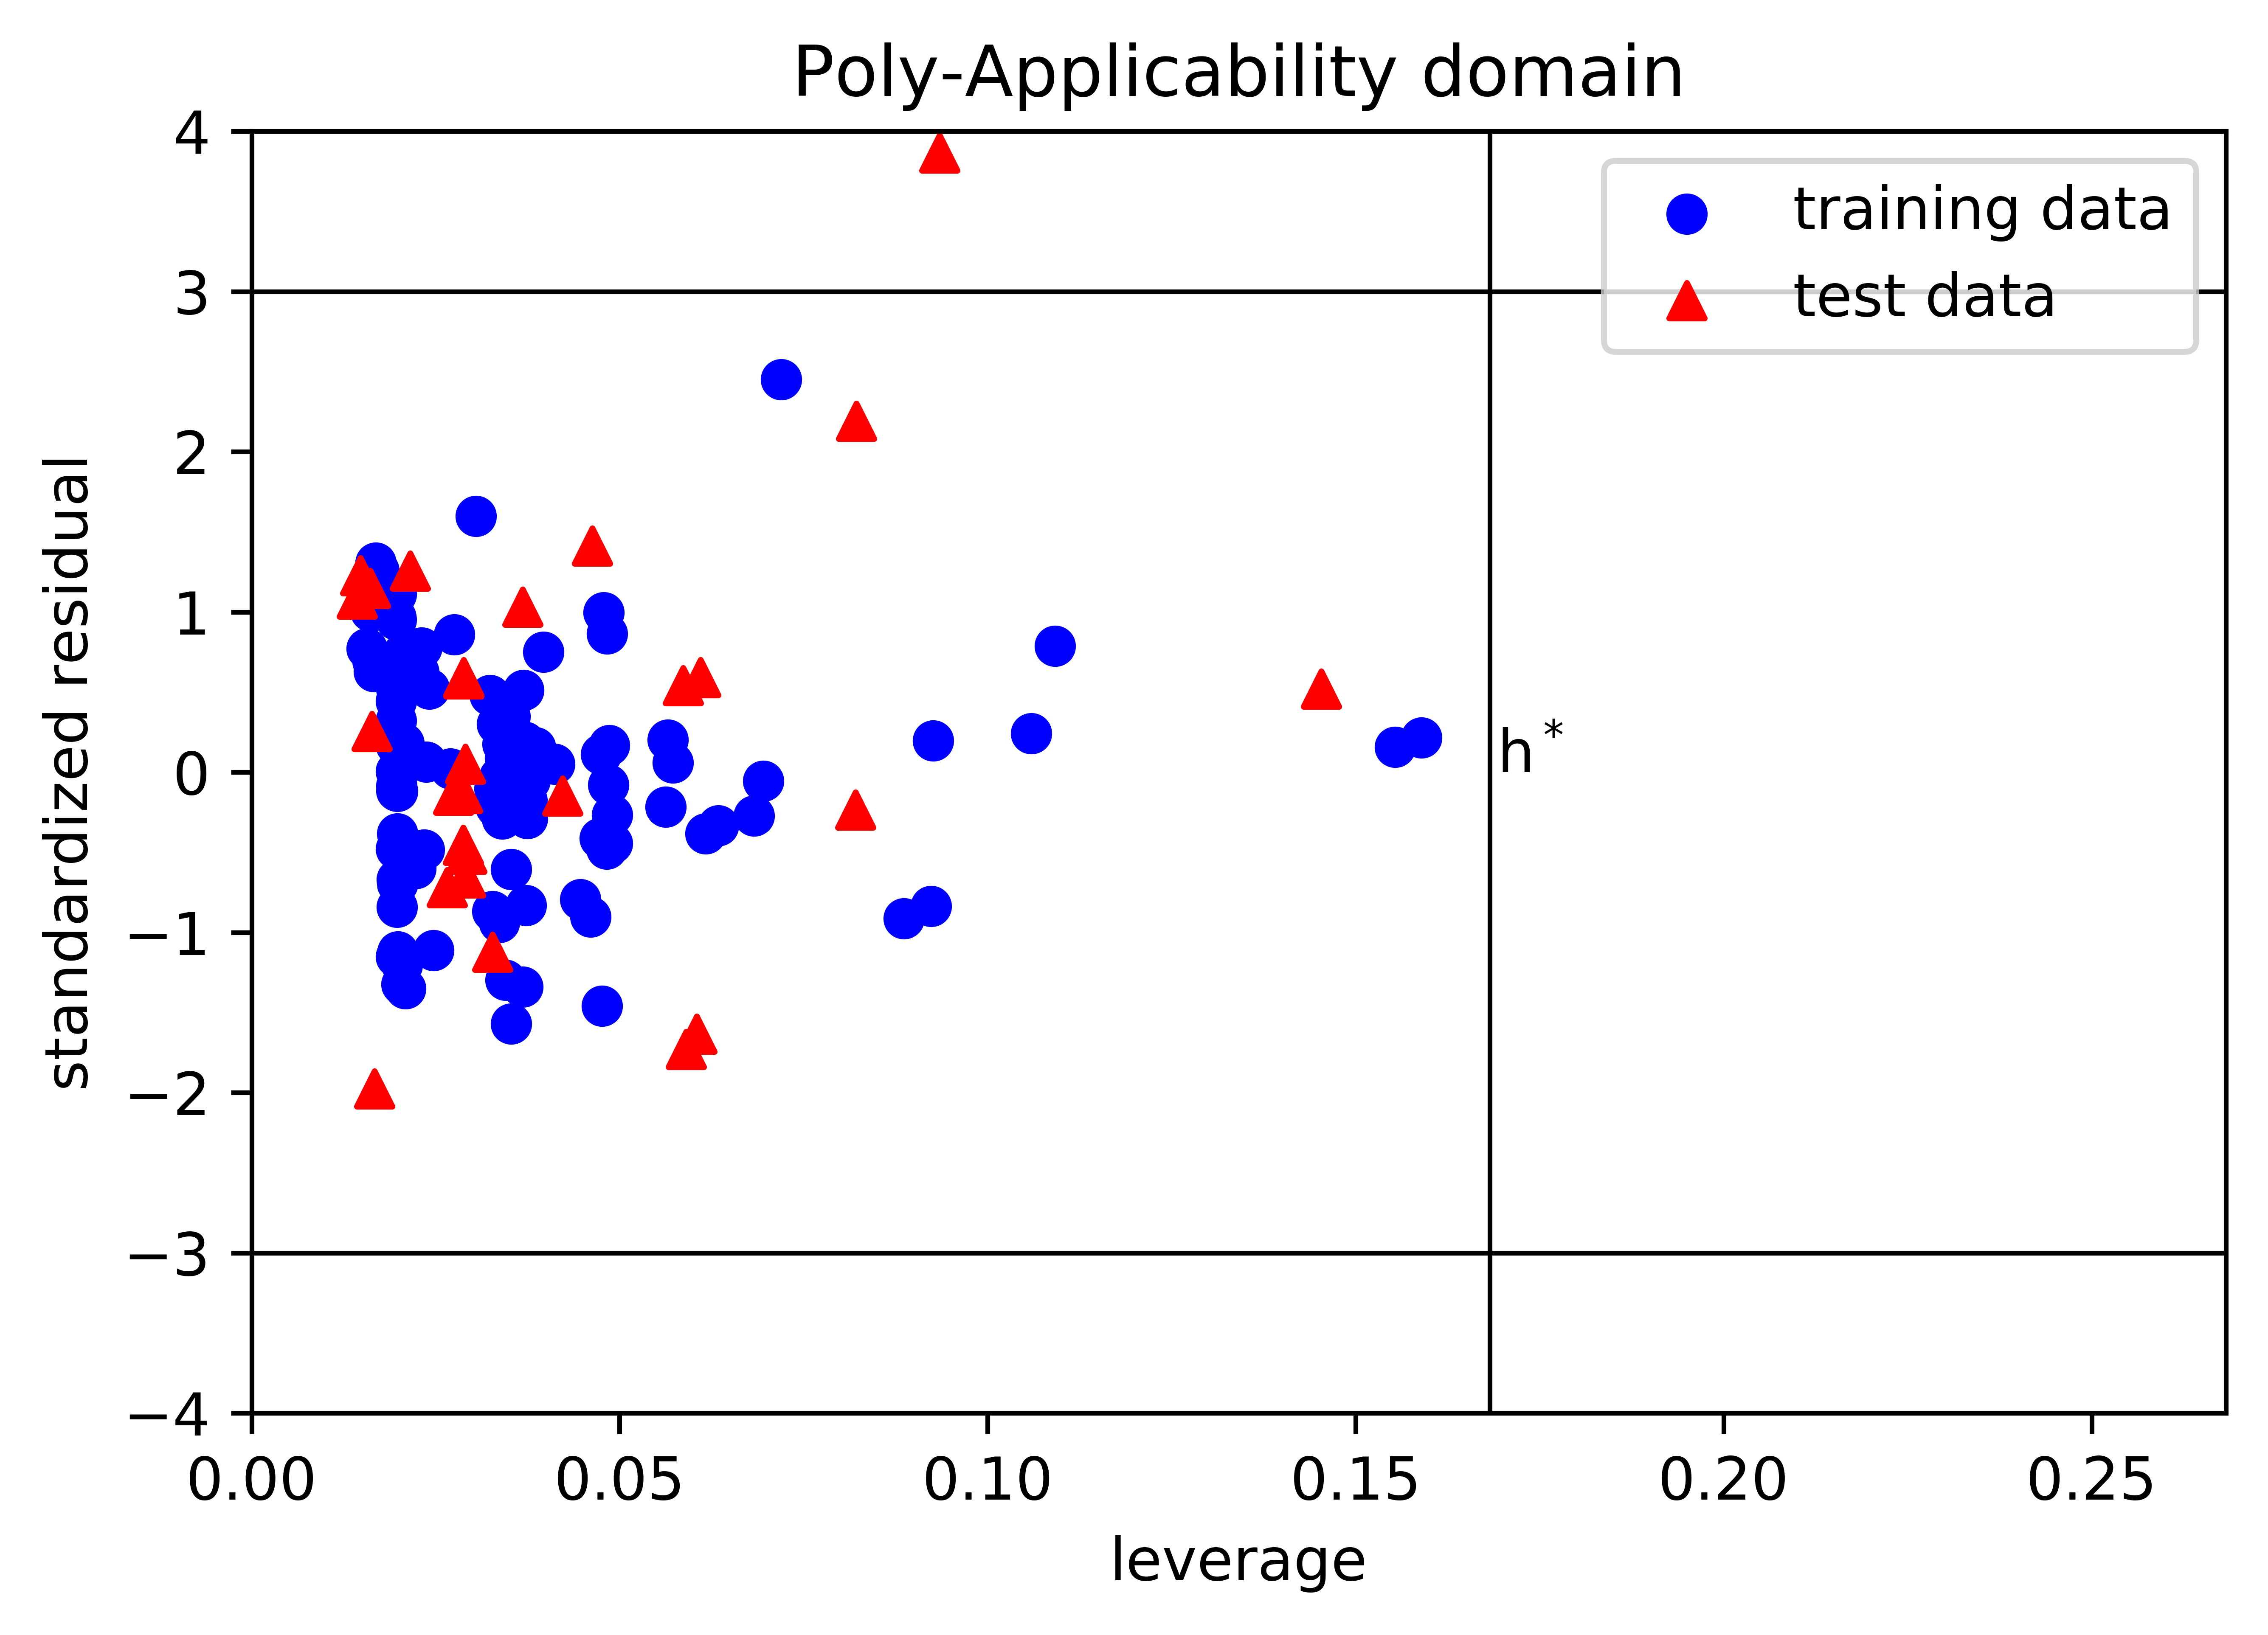 Poly-Applicability domain
4
3
2
1
0
−1
−2
−3
−4
standardized residual
training data
test data
h*
0.00 0.05 0.10 0.15 0.20 0.25
leverage